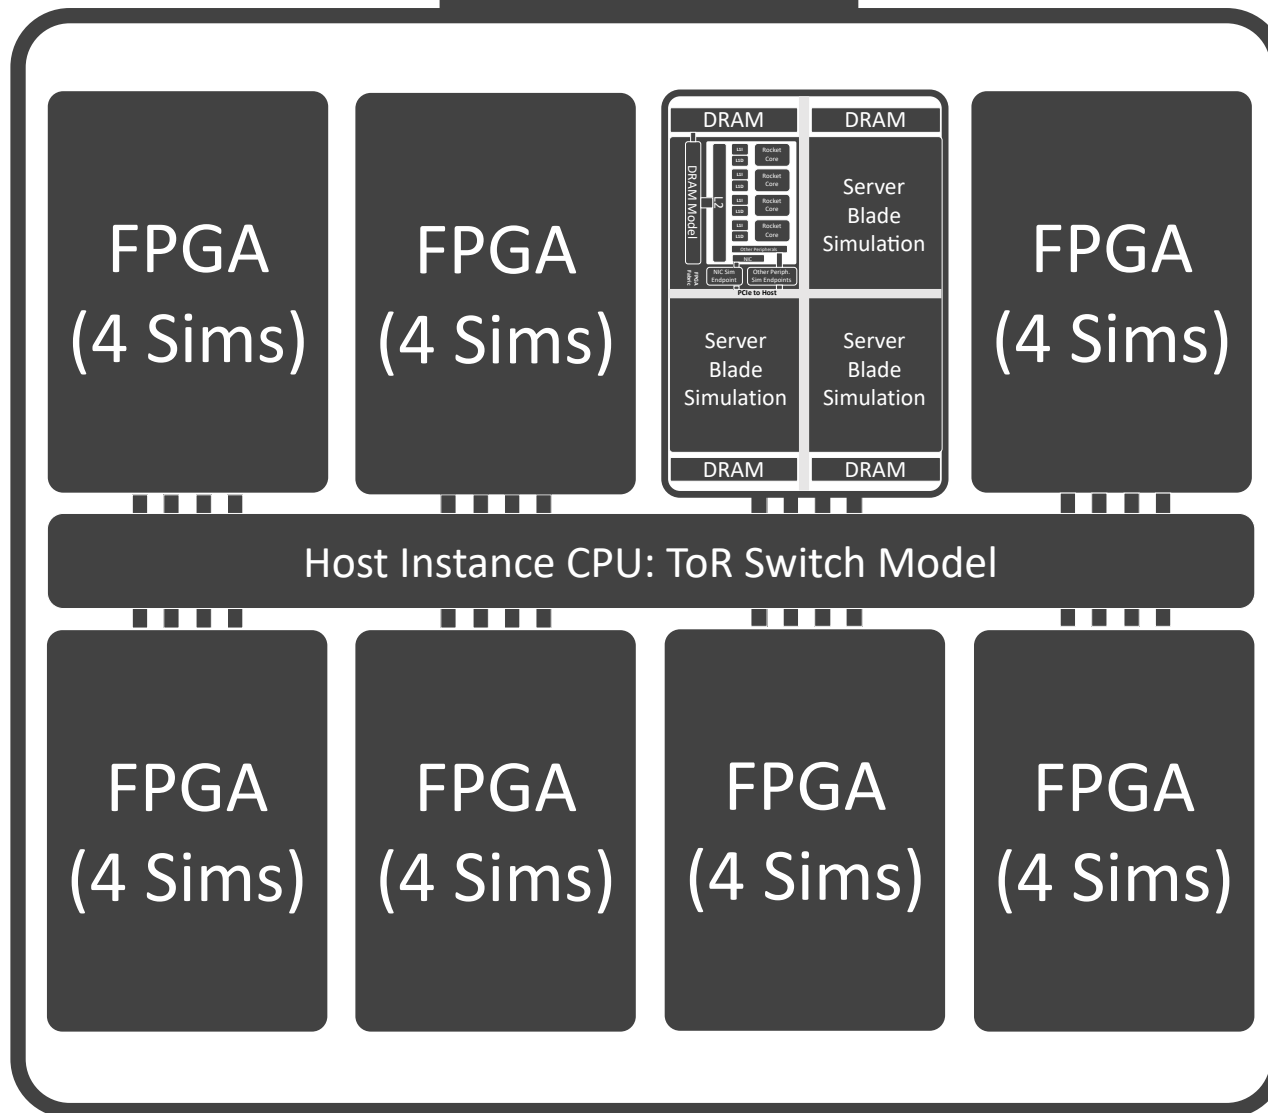 FPGA
(4 Sims)
FPGA
(4 Sims)
DRAM
DRAM
DRAM Model
L2
L1I
L1D
Rocket
Core
L1I
L1D
Rocket
Core
L1I
L1D
Rocket
Core
L1I
L1D
Rocket
Core
Other Peripherals
NIC
FPGA
Fabric
NIC Sim
Endpoint
Other Periph.
Sim Endpoints
PCIe to Host
Server
Blade
Simulation
Server
Blade
Simulation
Server
Blade
Simulation
DRAM
DRAM
FPGA
(4 Sims)
Host Instance CPU: ToR Switch Model
FPGA
(4 Sims)
FPGA
(4 Sims)
FPGA
(4 Sims)
FPGA
(4 Sims)